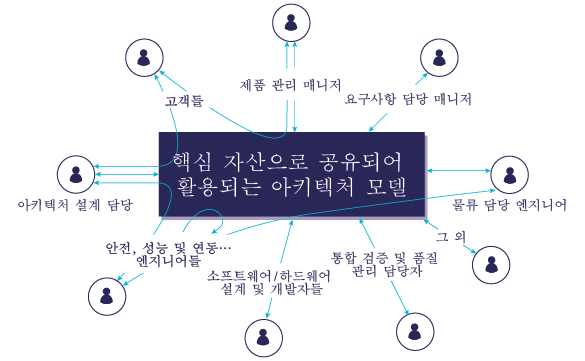 제품 관리 매니저
고객들
요구사항 담당 매니저
핵심 자산으로 공유되어
활용되는 아키텍처 모델
아키텍처 설계 담당
물류 담당 엔지니어
그 외
안전, 성능 및 연동…
엔지니어들
통합 검증 및 품질
관리 담당자
소프트웨어/하드웨어
설계 및 개발자들